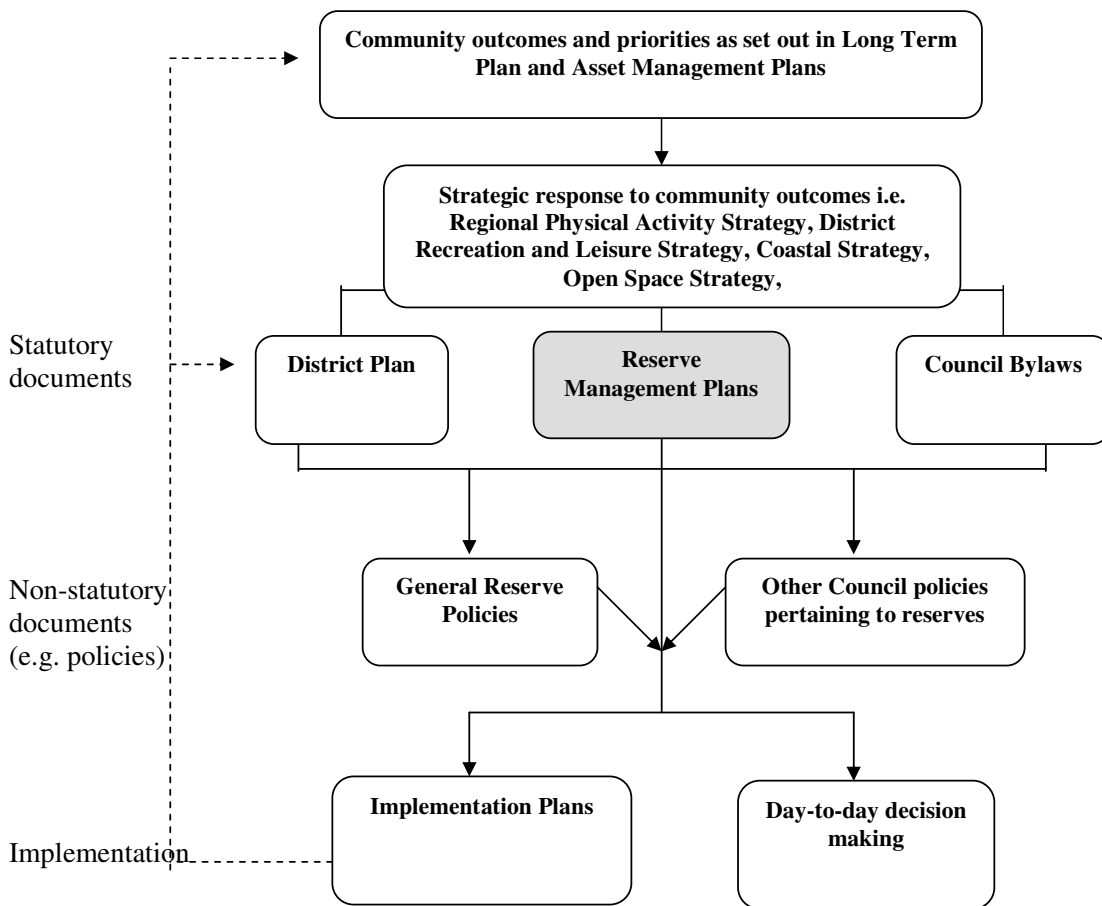 Community outcomes and priorities as set out in Long Term
Plan and Asset Management Plans
Strategic response to community outcomes i.e.
Regional Physical Activity Strategy, District
Recreation and Leisure Strategy, Coastal Strategy,
Open Space Strategy,
Statutory
documents
District Plan
Reserve
Management Plans
Council Bylaws
Non-statutory
documents
(e.g. policies)
General Reserve
Policies
Other Council policies
pertaining to reserves
Implementation
Implementation Plans
Day-to-day decision
making